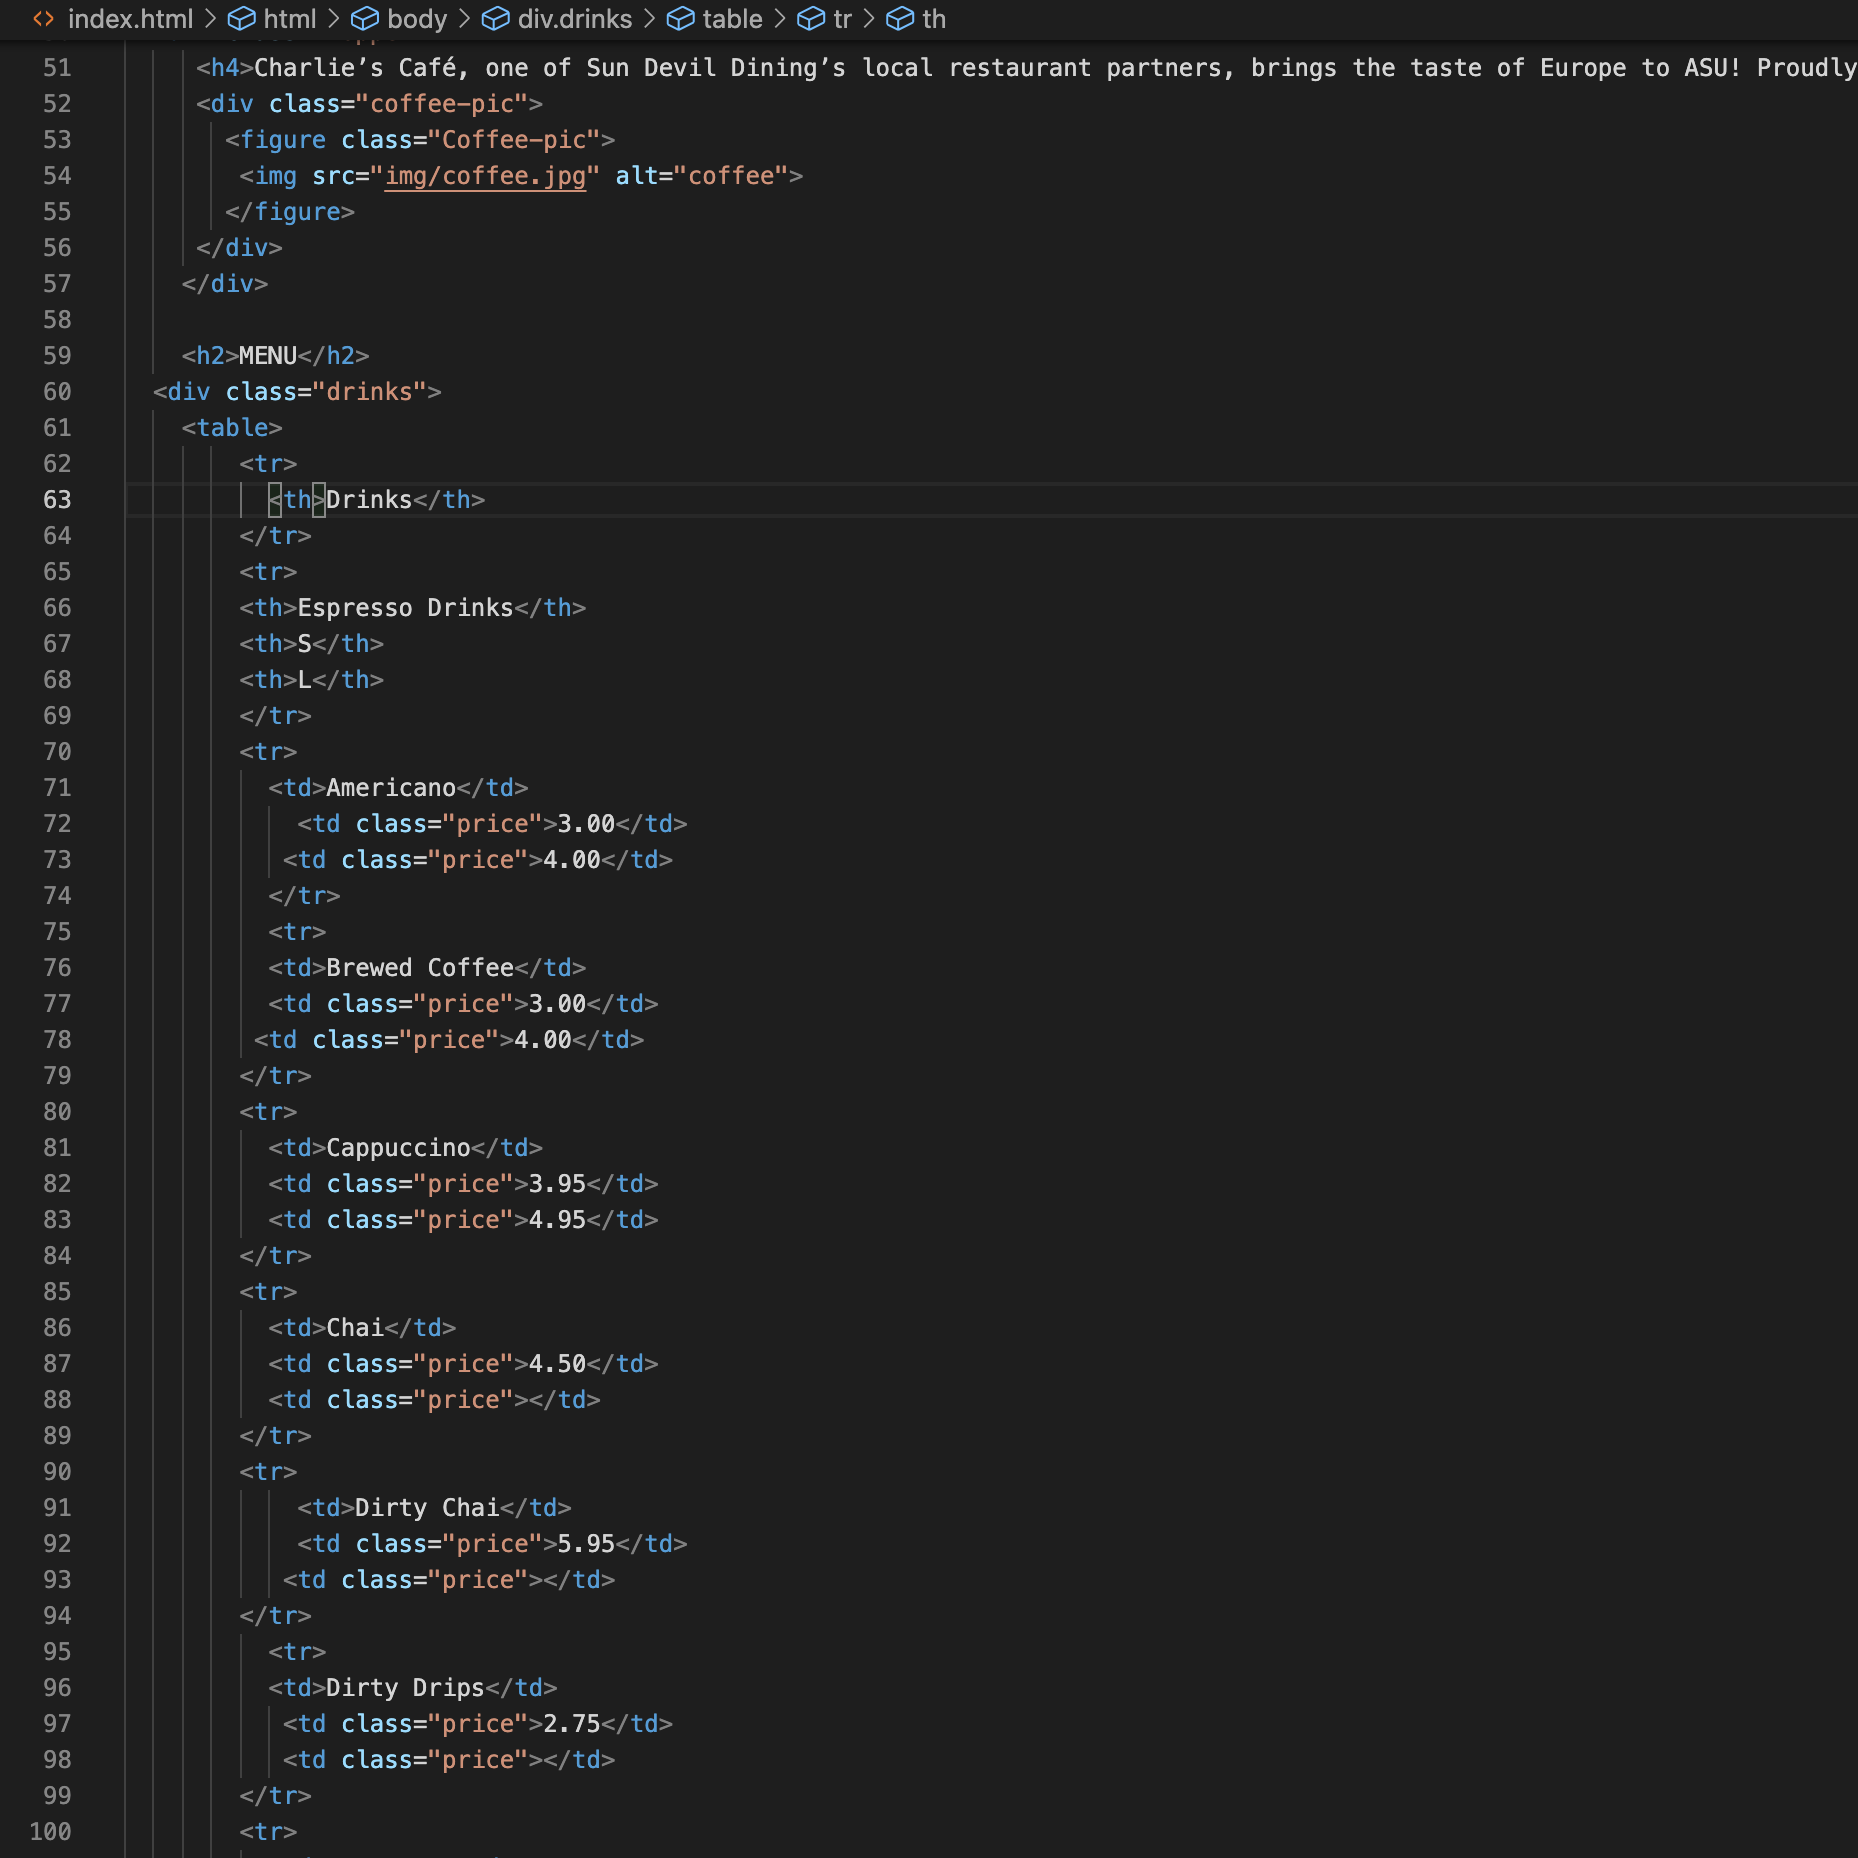 index.html > html > body > div.drinks > table > tr > th
51 <h4>Charlie’s Café, one of Sun Devil Dining’s local restaurant partners, brings the taste of Europe to ASU! Proudly
52 <div class="coffee-pic">
53 <figure class="Coffee-pic">
54 <img src="img/coffee.jpg" alt="coffee">
55 </figure>
56 </div>
57 </div>
58
59 <h2>MENU</h2>
60 <div class="drinks">
61 <table>
62 <tr>
63 <th>Drinks</th>
64 </tr>
65 <tr>
66 <th>Espresso Drinks</th>
67 <th>S</th>
68 <th>L</th>
69 </tr>
70 <tr>
71 <td>Americano</td>
72 <td class="price">3.00</td>
73 <td class="price">4.00</td>
74 </tr>
75 <tr>
76 <td>Brewed Coffee</td>
77 <td class="price">3.00</td>
78 <td class="price">4.00</td>
79 </tr>
80 <tr>
81 <td>Cappuccino</td>
82 <td class="price">3.95</td>
83 <td class="price">4.95</td>
84 </tr>
85 <tr>
86 <td>Chai</td>
87 <td class="price">4.50</td>
88 <td class="price"></td>
89 </tr>
90 <tr>
91 <td>Dirty Chai</td>
92 <td class="price">5.95</td>
93 <td class="price"></td>
94 </tr>
95 <tr>
96 <td>Dirty Drips</td>
97 <td class="price">2.75</td>
98 <td class="price"></td>
99 </tr>
100 <tr>